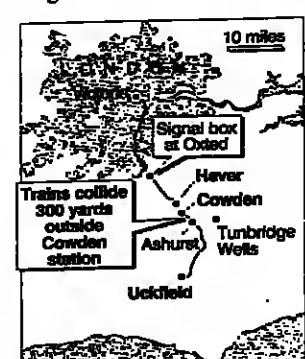 10 miles
Signal box
at Oxted
Hever
Cowden
Trains collide
300 yards
outside
Cowden
station
Ashurst
Tunbridge
Wells
Uckfield